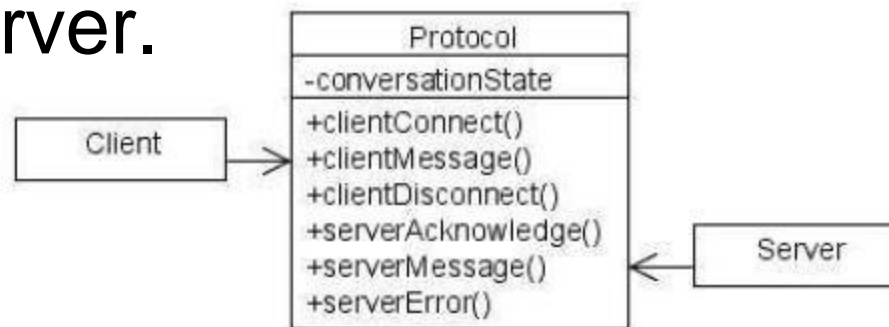 rver.
Protocol
-conversationState
+clientConnect()
Client
+clientMessage()
+clientDisconnect()
+serverAcknowledge()
Server
+serverMessage()
+serverError()